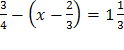 3/4 − (x − 2/3) = 1 1/3